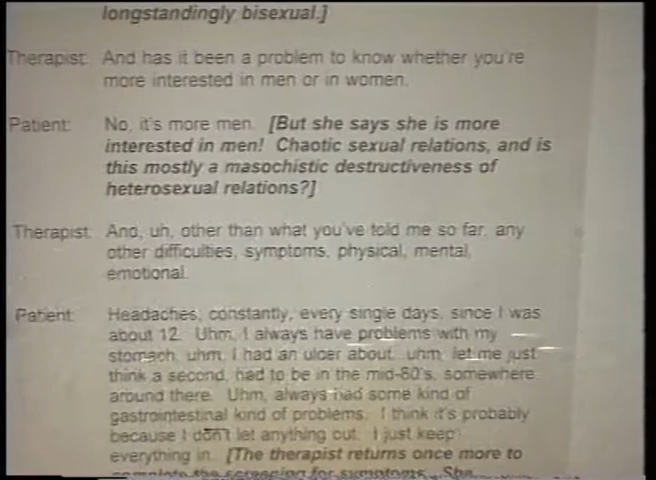 longstandingly bisexual.]
Therapist: And has it been a problem to know whether you're
more interested in men or in women.
Patient: No, it's more men. [But she says she is more
interested in men! Chaotic sexual relations, and is
this mostly a masochistic destructiveness of
heterosexual relations?]
Therapist: And, uh, other than what you've told me so far, any
other difficulties, symptoms, physical, mental,
emotional.
Patient: Headaches, constantly, every single days, since I was
about 12. Uhm, I always have problems with my
stomach, uhm, I had an ulcer about, uhm, let me just
think a second, had to be in the mid-80's, somewhere
around there. Uhm, always had some kind of
gastrointestinal kind of problems. I think it's probably
because I don't let anything out. I just keep
everything in. [The therapist returns once more to
complete the screening for symptoms. She